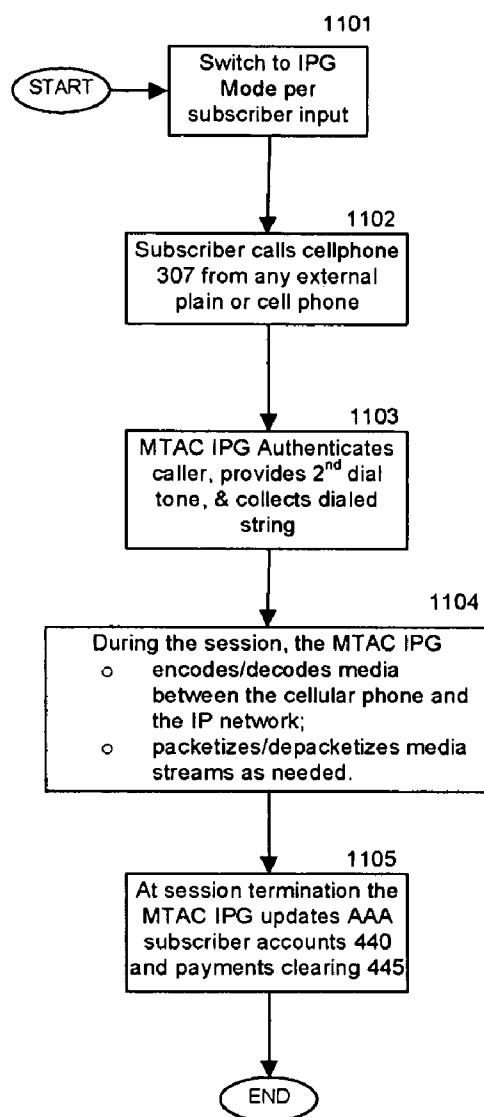 1101
START
Switch to IPG
Mode per
subscriber input
1102
Subscriber calls cellphone
307 from any external
plain or cell phone
1103
MTAC IPG Authenticates
caller, provides 2nd dial
tone, & collects dialed
string
1104
During the session, the MTAC IPG
o encodes/decodes media
between the cellular phone and
the IP network;
o packetizes/depacketizes media
streams as needed.
1105
At session termination the
MTAC IPG updates AAA
subscriber accounts 440
and payments clearing 445
END